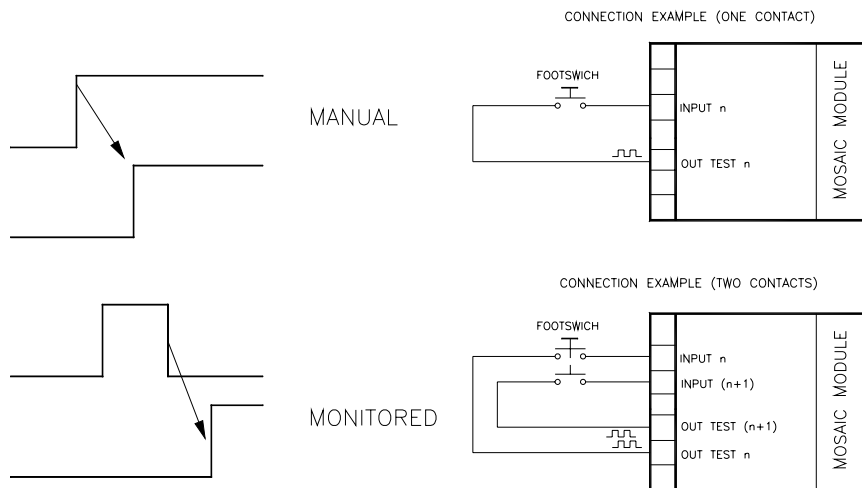 CONNECTION EXAMPLE (ONE CONTACT)
FOOTSWICH
MANUAL
INPUT n
OUT TEST n
MOSAIC MODULE
CONNECTION EXAMPLE (TWO CONTACTS)
FOOTSWICH
MONITORED
INPUT n
INPUT (n+1)
OUT TEST (n+1)
OUT TEST n
MOSAIC MODULE